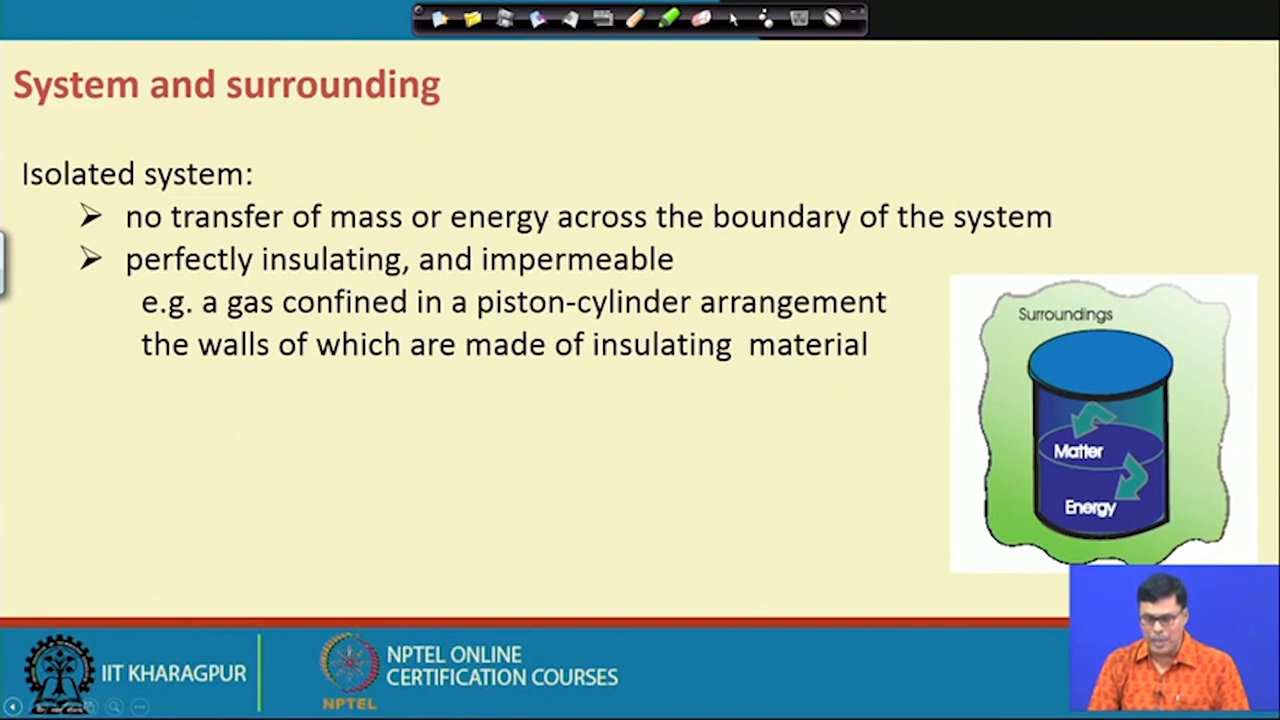 System and surrounding
Isolated system:
➢ no transfer of mass or energy across the boundary of the system
➢ perfectly insulating, and impermeable
e.g. a gas confined in a piston-cylinder arrangement
the walls of which are made of insulating material
Surroundings
Matter
Energy
IIT KHARAGPUR
NPTEL
NPTEL ONLINE
CERTIFICATION COURSES